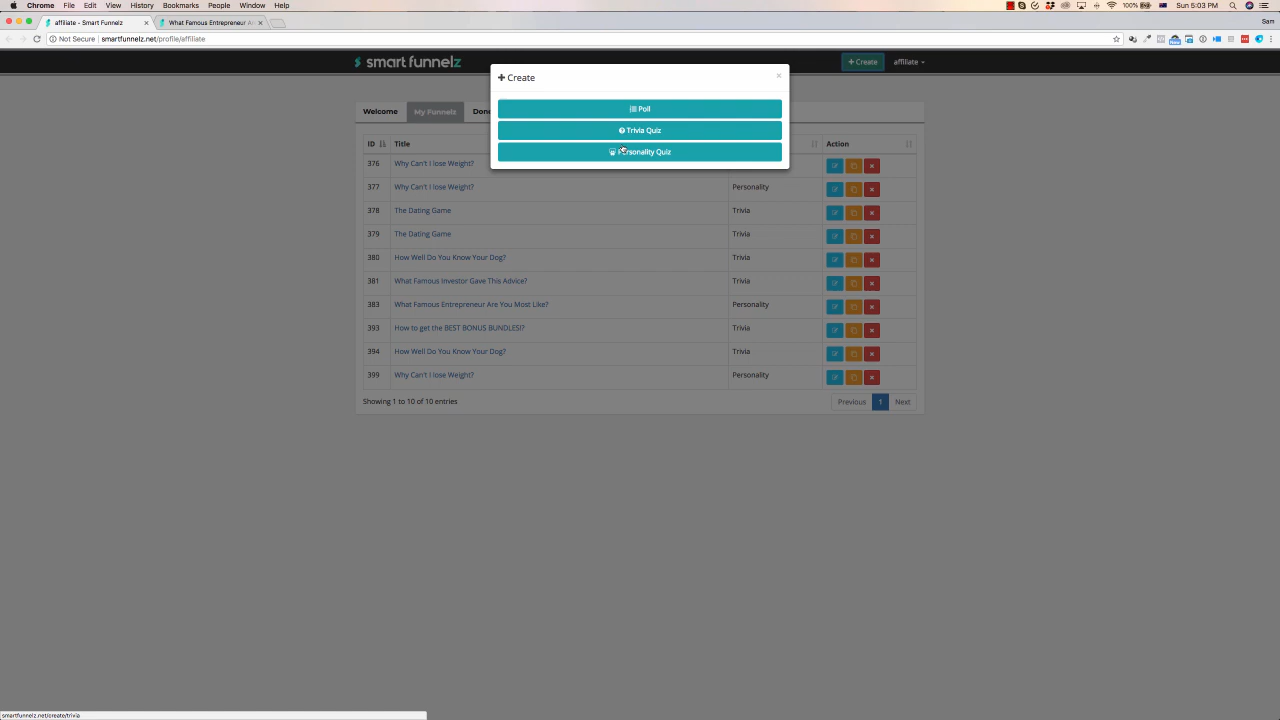 Chrome File Edit View History Bookmarks People Window Help 100% Sun 5:03 PM
affiliate - Smart Funnelz × What Famous Entrepreneur Ar × Sam
Not Secure smartfunnelz.net/profile/affiliate
smart funnelz + Create affiliate
+ Create ×
Poll
Trivia Quiz
Personality Quiz
Welcome My Funnelz
ID Title Action
376 Why Can't I lose Weight?
377 Why Can't I lose Weight? Personality
378 The Dating Game Trivia
379 The Dating Game Trivia
380 How Well Do You Know Your Dog? Trivia
381 What Famous Investor Gave This Advice? Trivia
383 What Famous Entrepreneur Are You Most Like? Personality
393 How to get the BEST BONUS BUNDLES!? Trivia
394 How Well Do You Know Your Dog? Trivia
399 Why Can't I lose Weight? Personality
Showing 1 to 10 of 10 entries Previous 1 Next
smartfunnelz.net/create/trivia